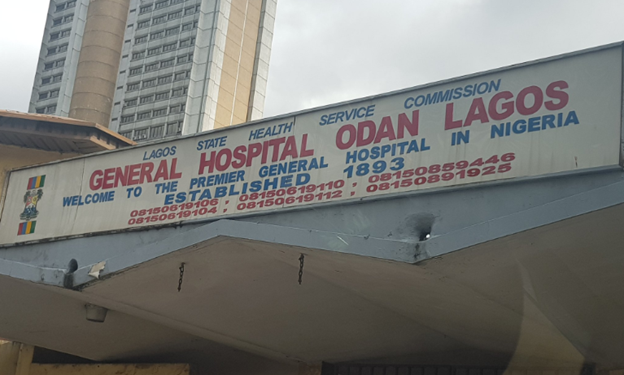 LAGOS STATE HEALTH SERVICE COMMISSION
GENERAL HOSPITAL ODAN LAGOS
WELCOME TO THE PREMIER GENERAL HOSPITAL IN NIGERIA
ESTABLISHED 1893
08150619106 , 08150619110 , 08150859446
08150619104 , 08150619112 , 08150891925